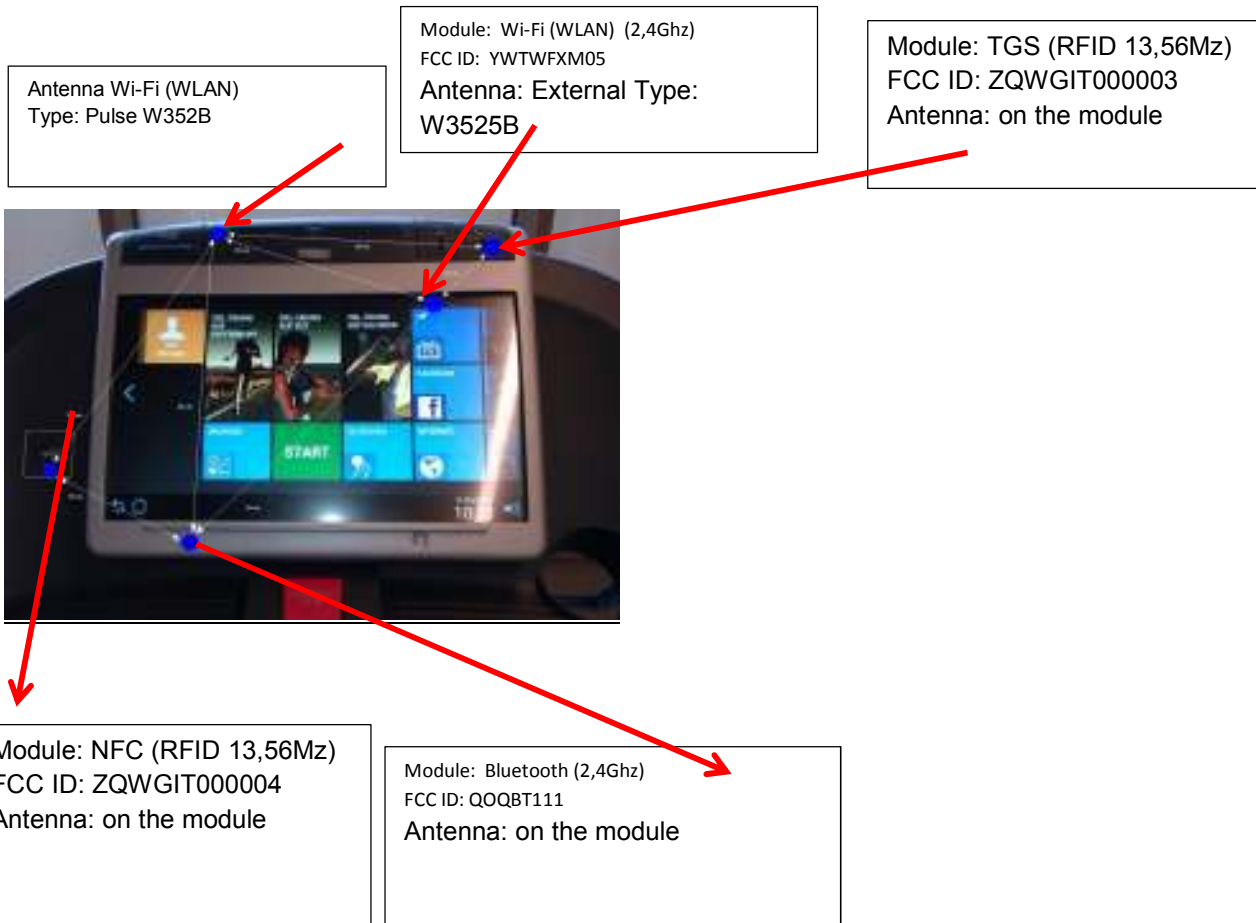 Antenna Wi-Fi (WLAN)
Type: Pulse W352B
Module: Wi-Fi (WLAN) (2,4Ghz)
FCC ID: YWTWFXM05
Antenna: External Type:
W3525B
Module: TGS (RFID 13,56Mz)
FCC ID: ZQWGIT000003
Antenna: on the module
START
Module: NFC (RFID 13,56Mz)
FCC ID: ZQWGIT000004
Antenna: on the module
Module: Bluetooth (2,4Ghz)
FCC ID: QOQBT111
Antenna: on the module